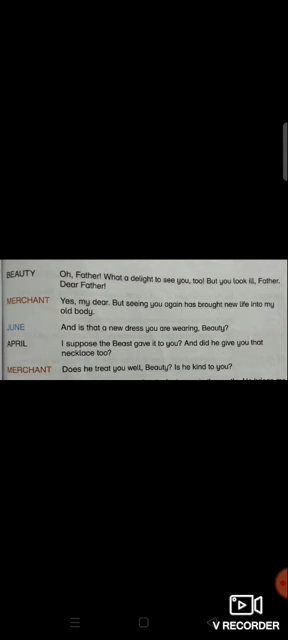 BEAUTY Oh, Father! What a delight to see you, too! But you look ill, Father.
Dear Father!
MERCHANT Yes, my dear. But seeing you again has brought new life into my
old body.
JUNE And is that a new dress you are wearing, Beauty?
APRIL I suppose the Beast gave it to you? And did he give you that
necklace too?
MERCHANT Does he treat you well, Beauty? Is he kind to you?
V RECORDER